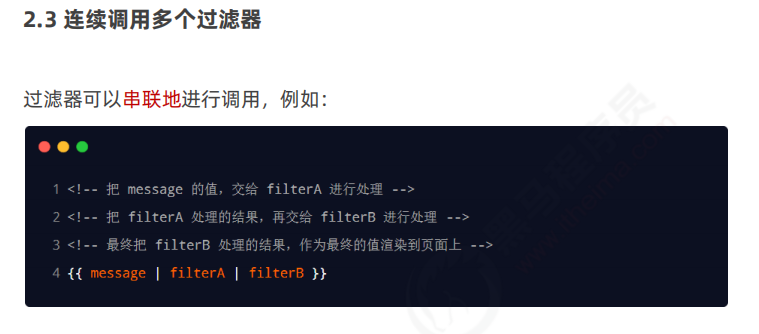 2.3 连续调用多个过滤器
过滤器可以串联地进行调用，例如：
1 <!-- 把 message 的值，交给 filterA 进行处理 -->
2 <!-- 把 filterA 处理的结果，再交给 filterB 进行处理 -->
3 <!-- 最终把 filterB 处理的结果，作为最终的值渲染到页面上 -->
4 {{ message | filterA | filterB }}